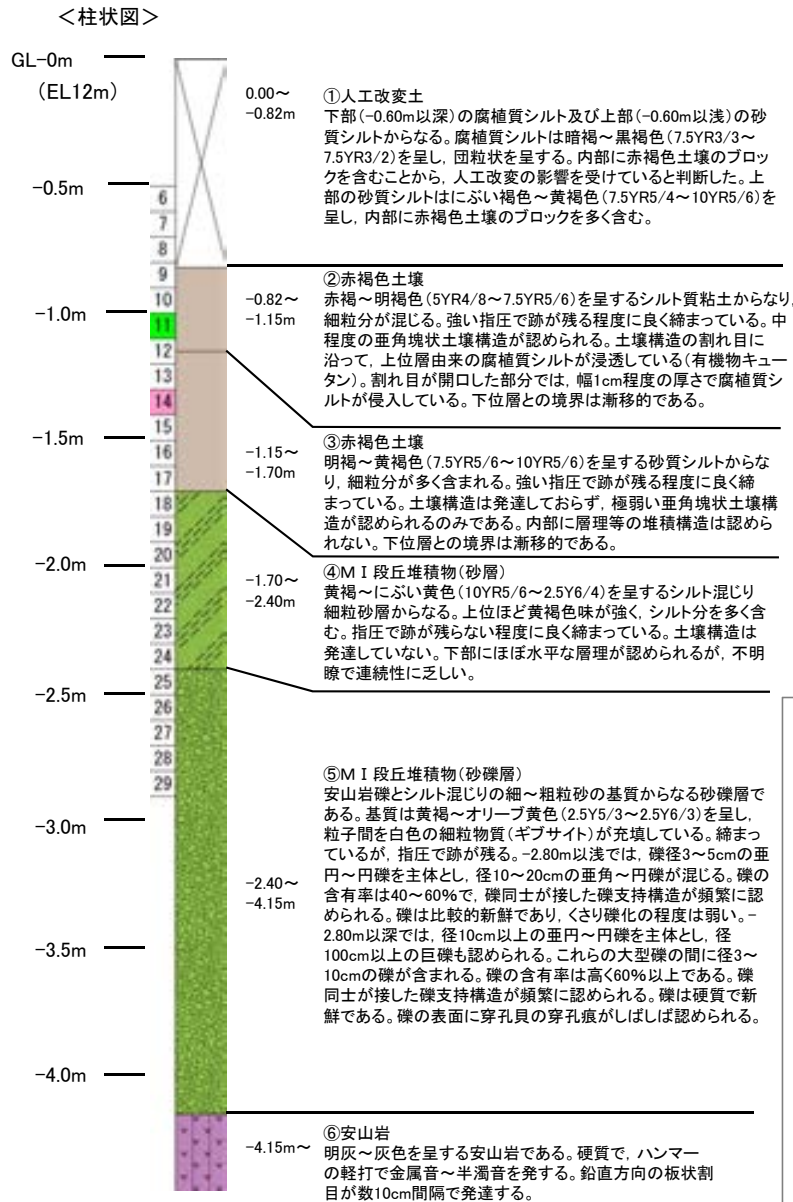 ＜柱状図＞
GL-0m
(EL12m)
-0.5m
-1.0m
-1.5m
-2.0m
-2.5m
-3.0m
-3.5m
-4.0m
6
7
8
9
10
11
12
13
14
15
16
17
18
19
20
21
22
23
24
25
26
27
28
29
0.00～
-0.82m
①人工改変土
下部(-0.60m以深)の腐植質シルト及び上部(-0.60m以浅)の砂
質シルトからなる。腐植質シルトは暗褐～黒褐色(7.5YR3/3～
7.5YR3/2)を呈し，団粒状を呈する。内部に赤褐色土壌のブロッ
クを含むことから，人工改変の影響を受けていると判断した。上
部の砂質シルトはにぶい褐色～黄褐色(7.5YR5/4～10YR5/6)を
呈し，内部に赤褐色土壌のブロックを多く含む。
-0.82～
-1.15m
②赤褐色土壌
赤褐～明褐色(5YR4/8～7.5YR5/6)を呈するシルト質粘土からなり，
細粒分が混じる。強い指圧で跡が残る程度に良く締まっている。中
程度の亜角塊状土壌構造が認められる。土壌構造の割れ目に
沿って，上位層由来の腐植質シルトが浸透している(有機物キュー
タン)。割れ目が開口した部分では，幅1cm程度の厚さで腐植質シ
ルトが侵入している。下位層との境界は漸移的である。
-1.15～
-1.70m
③赤褐色土壌
明褐～黄褐色(7.5YR5/6～10YR5/6)を呈する砂質シルトからな
り，細粒分が多く含まれる。強い指圧で跡が残る程度に良く締
まっている。土壌構造は発達しておらず，極弱い亜角塊状土壌構
造が認められるのみである。内部に層理等の堆積構造は認めら
れない。下位層との境界は漸移的である。
-1.70～
-2.40m
④ＭⅠ段丘堆積物(砂層)
黄褐～にぶい黄色(10YR5/6～2.5Y6/4)を呈するシルト混じり
細粒砂層からなる。上位ほど黄褐色味が強く，シルト分を多く含
む。指圧で跡が残らない程度に良く締まっている。土壌構造は
発達していない。下部にほぼ水平な層理が認められるが，不明
瞭で連続性に乏しい。
-2.40～
-4.15m
⑤ＭⅠ段丘堆積物(砂礫層)
安山岩礫とシルト混じりの細～粗粒砂の基質からなる砂礫層で
ある。基質は黄褐～オリーブ黄色(2.5Y5/3～2.5Y6/3)を呈し，
粒子間を白色の細粒物質(ギブサイト)が充填している。締まっ
ているが，指圧で跡が残る。-2.80m以浅では，礫径3～5cmの亜
円～円礫を主体とし，径10～20cmの亜角～円礫が混じる。礫の
含有率は40～60%で，礫同士が接した礫支持構造が頻繁に認
められる。礫は比較的新鮮であり，くさり礫化の程度は弱い。-
2.80m以深では，径10cm以上の亜円～円礫を主体とし，径
100cm以上の巨礫も認められる。これらの大型礫の間に径3～
10cmの礫が含まれる。礫の含有率は高く60%以上である。礫
同士が接した礫支持構造が頻繁に認められる。礫は硬質で新
鮮である。礫の表面に穿孔貝の穿孔痕がしばしば認められる。
-4.15m～
⑥安山岩
明灰～灰色を呈する安山岩である。硬質で，ハンマー
の軽打で金属音～半濁音を発する。鉛直方向の板状割
目が数10cm間隔で発達する。